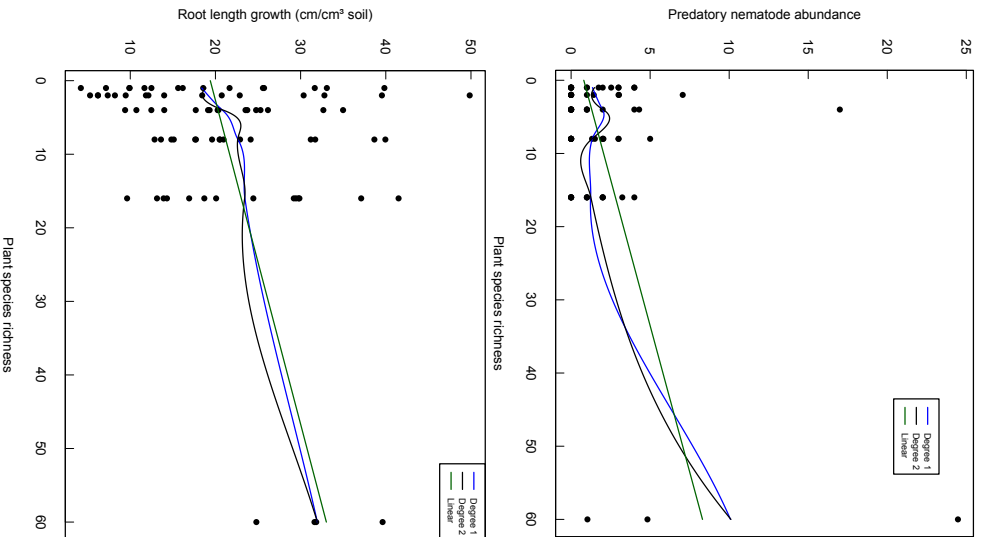 Root length growth (cm/cm³ soil)
10
20
30
40
50
0
10
20
30
40
50
60
Plant species richness
Degree 1
Degree 2
Linear
Predatory nematode abundance
0
5
10
15
20
25
0
10
20
30
40
50
60
Plant species richness
Degree 1
Degree 2
Linear